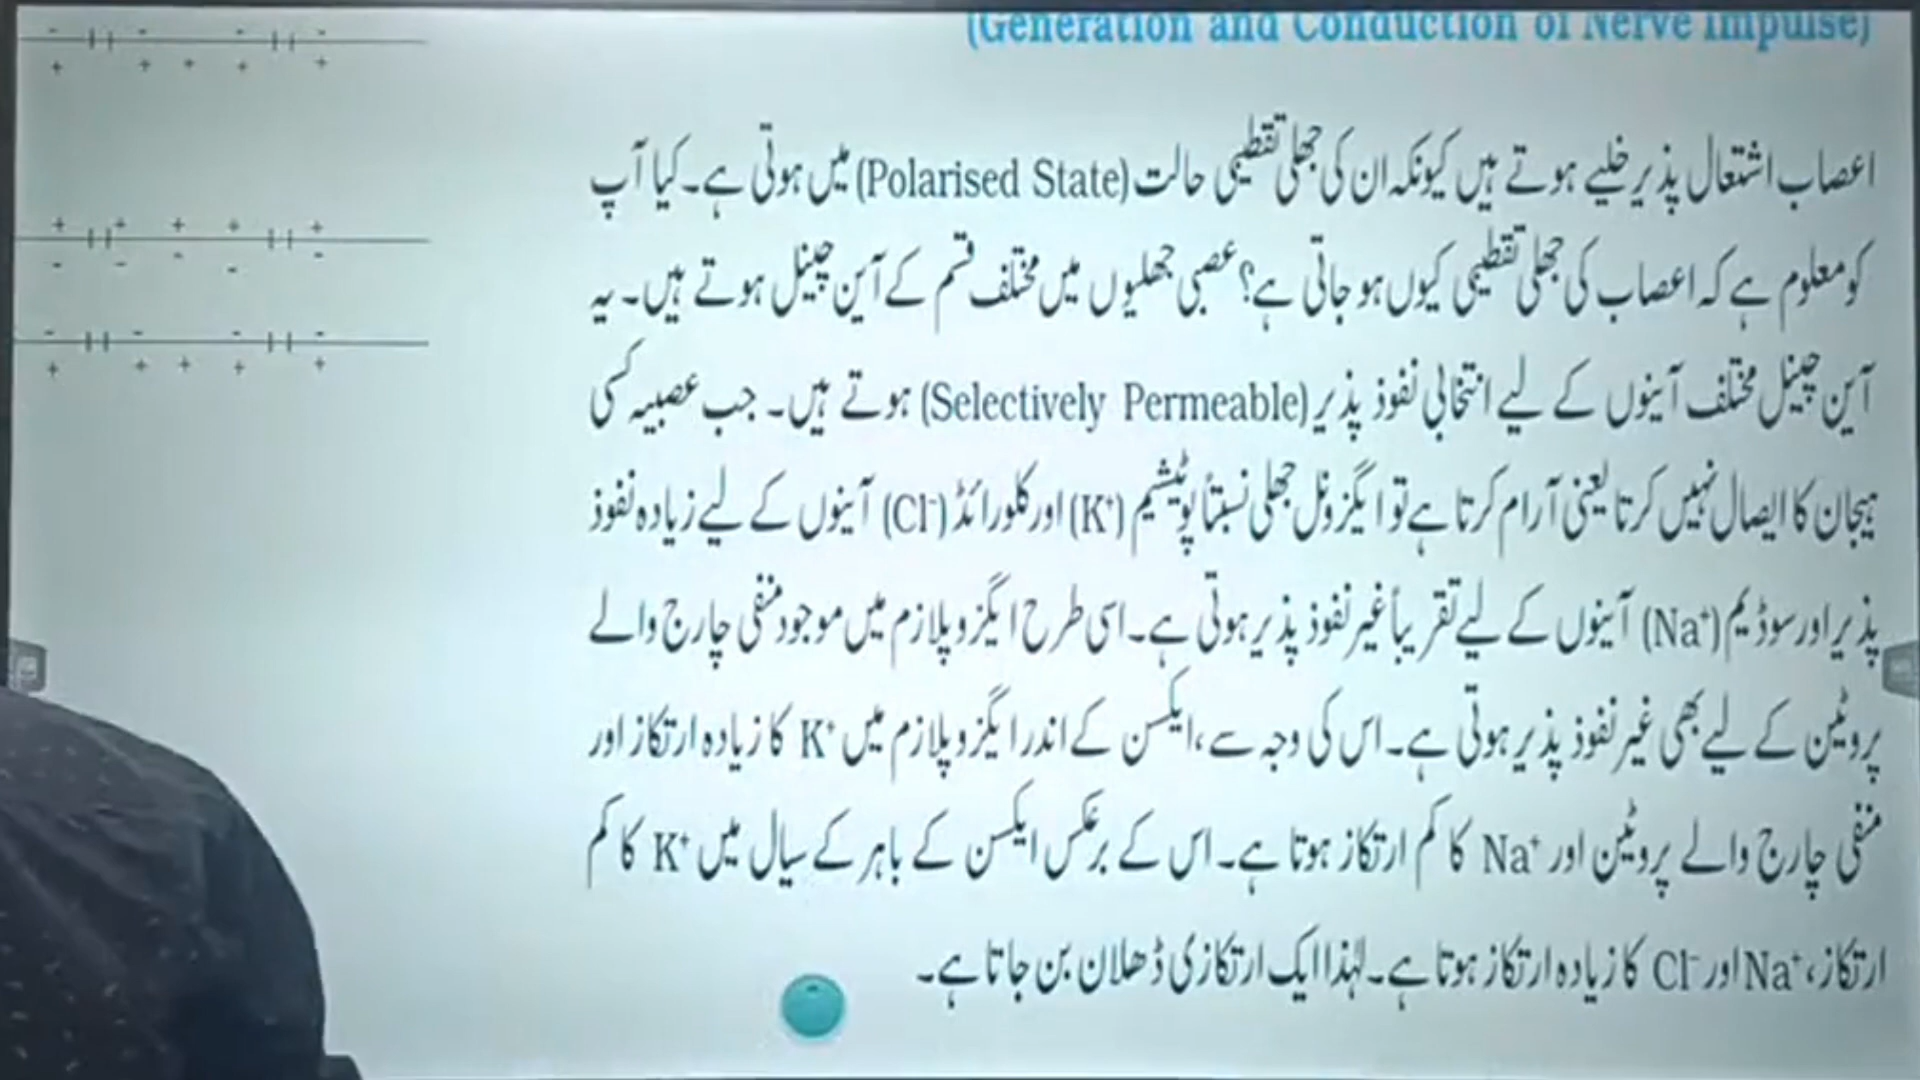 (Generation and Conduction of Nerve Impulse)
اعصاب اشتعال پذیر خلیے ہوتے ہیں کیونکہ ان کی جھلی تقطیبی حالت (Polarised State) میں ہوتی ہے۔ کیا آپ
کو معلوم ہے کہ اعصاب کی جھلی تقطیبی کیوں ہو جاتی ہے؟ عصبی جھلیوں میں مختلف قسم کے آئن چینل ہوتے ہیں۔ یہ
آئن چینل مختلف آئنوں کے لیے انتخابی نفوذ پذیر (Selectively Permeable) ہوتے ہیں۔ جب عصبیہ کسی
ہیجان کا ایصال نہیں کرتا یعنی آرام کرتا ہے تو ایگزونل جھلی نسبتاً پوٹیشیم (K⁺) اور کلورائڈ (Cl⁻) آئنوں کے لیے زیادہ نفوذ
پذیر اور سوڈیم (Na⁺) آئنوں کے لیے تقریباً غیر نفوذ پذیر ہوتی ہے۔ اسی طرح ایگزوپلازم میں موجود منفی چارج والے
پروٹین کے لیے بھی غیر نفوذ پذیر ہوتی ہے۔ اس کی وجہ سے، ایکسن کے اندر ایگزوپلازم میں K⁺ کا زیادہ ارتکاز اور
منفی چارج والے پروٹین اور Na⁺ کا کم ارتکاز ہوتا ہے۔ اس کے برعکس ایکسن کے باہر کے سیال میں K⁺ کا کم
ارتکاز، Na⁺ اور Cl⁻ کا زیادہ ارتکاز ہوتا ہے۔ لہٰذا ایک ارتکازی ڈھلان بن جاتا ہے۔